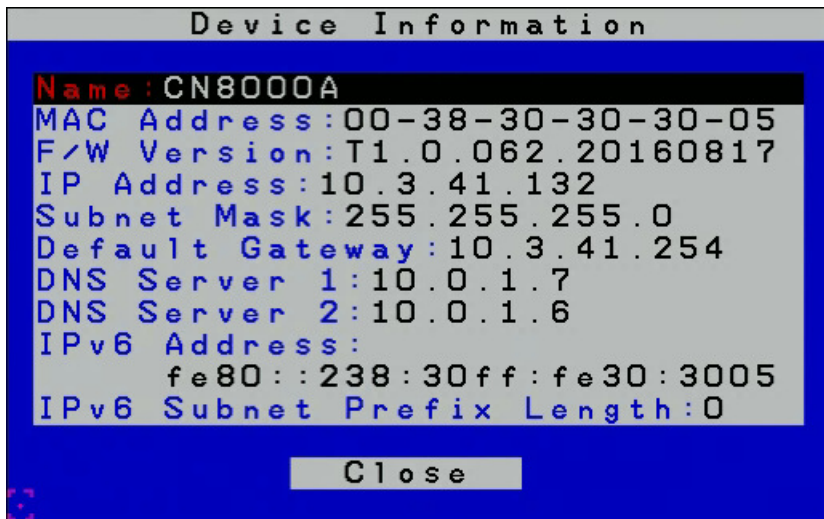 Device Information
Name:CN8000A
MAC Address:00-38-30-30-30-05
F/W Version:T1.0.062.20160817
IP Address:10.3.41.132
Subnet Mask:255.255.255.0
Default Gateway:10.3.41.254
DNS Server 1:10.0.1.7
DNS Server 2:10.0.1.6
IPv6 Address:
fe80::238:30ff:fe30:3005
IPv6 Subnet Prefix Length:0
Close